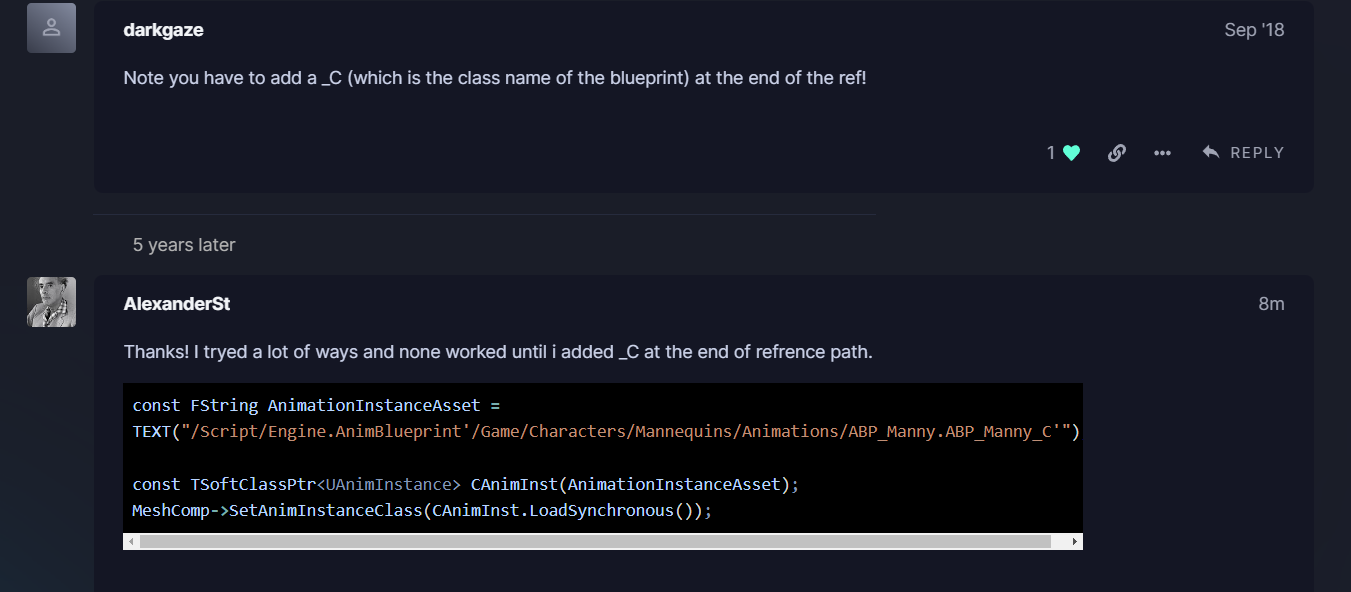 darkgaze
Sep '18
Note you have to add a _C (which is the class name of the blueprint) at the end of the ref!
1
REPLY
5 years later
AlexanderSt
8m
Thanks! I tryed a lot of ways and none worked until i added _C at the end of refrence path.
const FString AnimationInstanceAsset =
TEXT("/Script/Engine.AnimBlueprint'/Game/Characters/Mannequins/Animations/ABP_Manny.ABP_Manny_C'")
const TSoftClassPtr<UAnimInstance> CAnimInst(AnimationInstanceAsset);
MeshComp->SetAnimInstanceClass(CAnimInst.LoadSynchronous());